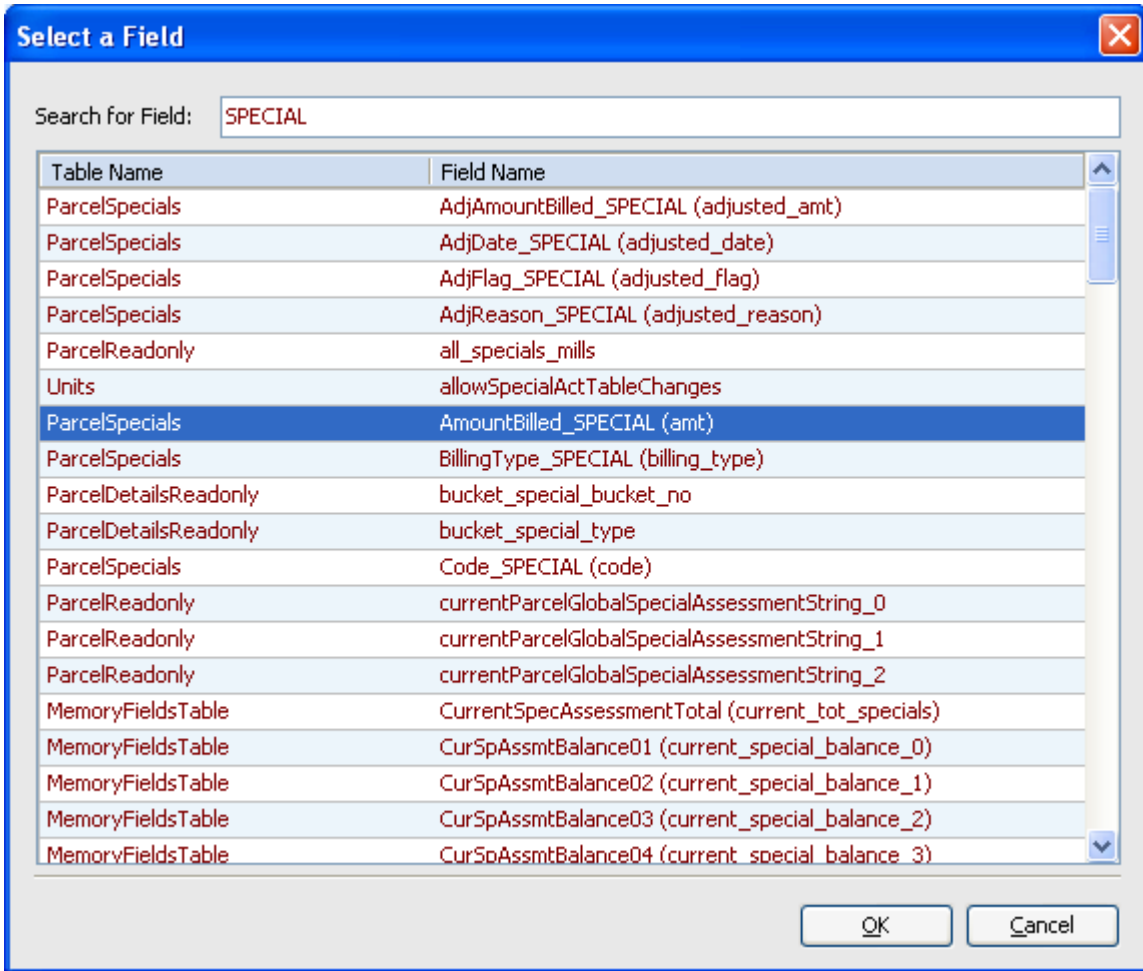 Select a Field
Search for Field: SPECIAL
Table Name Field Name
ParcelSpecials AdjAmountBilled_SPECIAL (adjusted_amt)
ParcelSpecials AdjDate_SPECIAL (adjusted_date)
ParcelSpecials AdjFlag_SPECIAL (adjusted_flag)
ParcelSpecials AdjReason_SPECIAL (adjusted_reason)
ParcelReadonly all_specials_mills
Units allowSpecialActTableChanges
ParcelSpecials AmountBilled_SPECIAL (amt)
ParcelSpecials BillingType_SPECIAL (billing_type)
ParcelDetailsReadonly bucket_special_bucket_no
ParcelDetailsReadonly bucket_special_type
ParcelSpecials Code_SPECIAL (code)
ParcelReadonly currentParcelGlobalSpecialAssessmentString_0
ParcelReadonly currentParcelGlobalSpecialAssessmentString_1
ParcelReadonly currentParcelGlobalSpecialAssessmentString_2
MemoryFieldsTable CurrentSpecAssessmentTotal (current_tot_specials)
MemoryFieldsTable CurSpAssmtBalance01 (current_special_balance_0)
MemoryFieldsTable CurSpAssmtBalance02 (current_special_balance_1)
MemoryFieldsTable CurSpAssmtBalance03 (current_special_balance_2)
MemoryFieldsTable CurSpAssmtBalance04 (current_special_balance_3)
OK Cancel